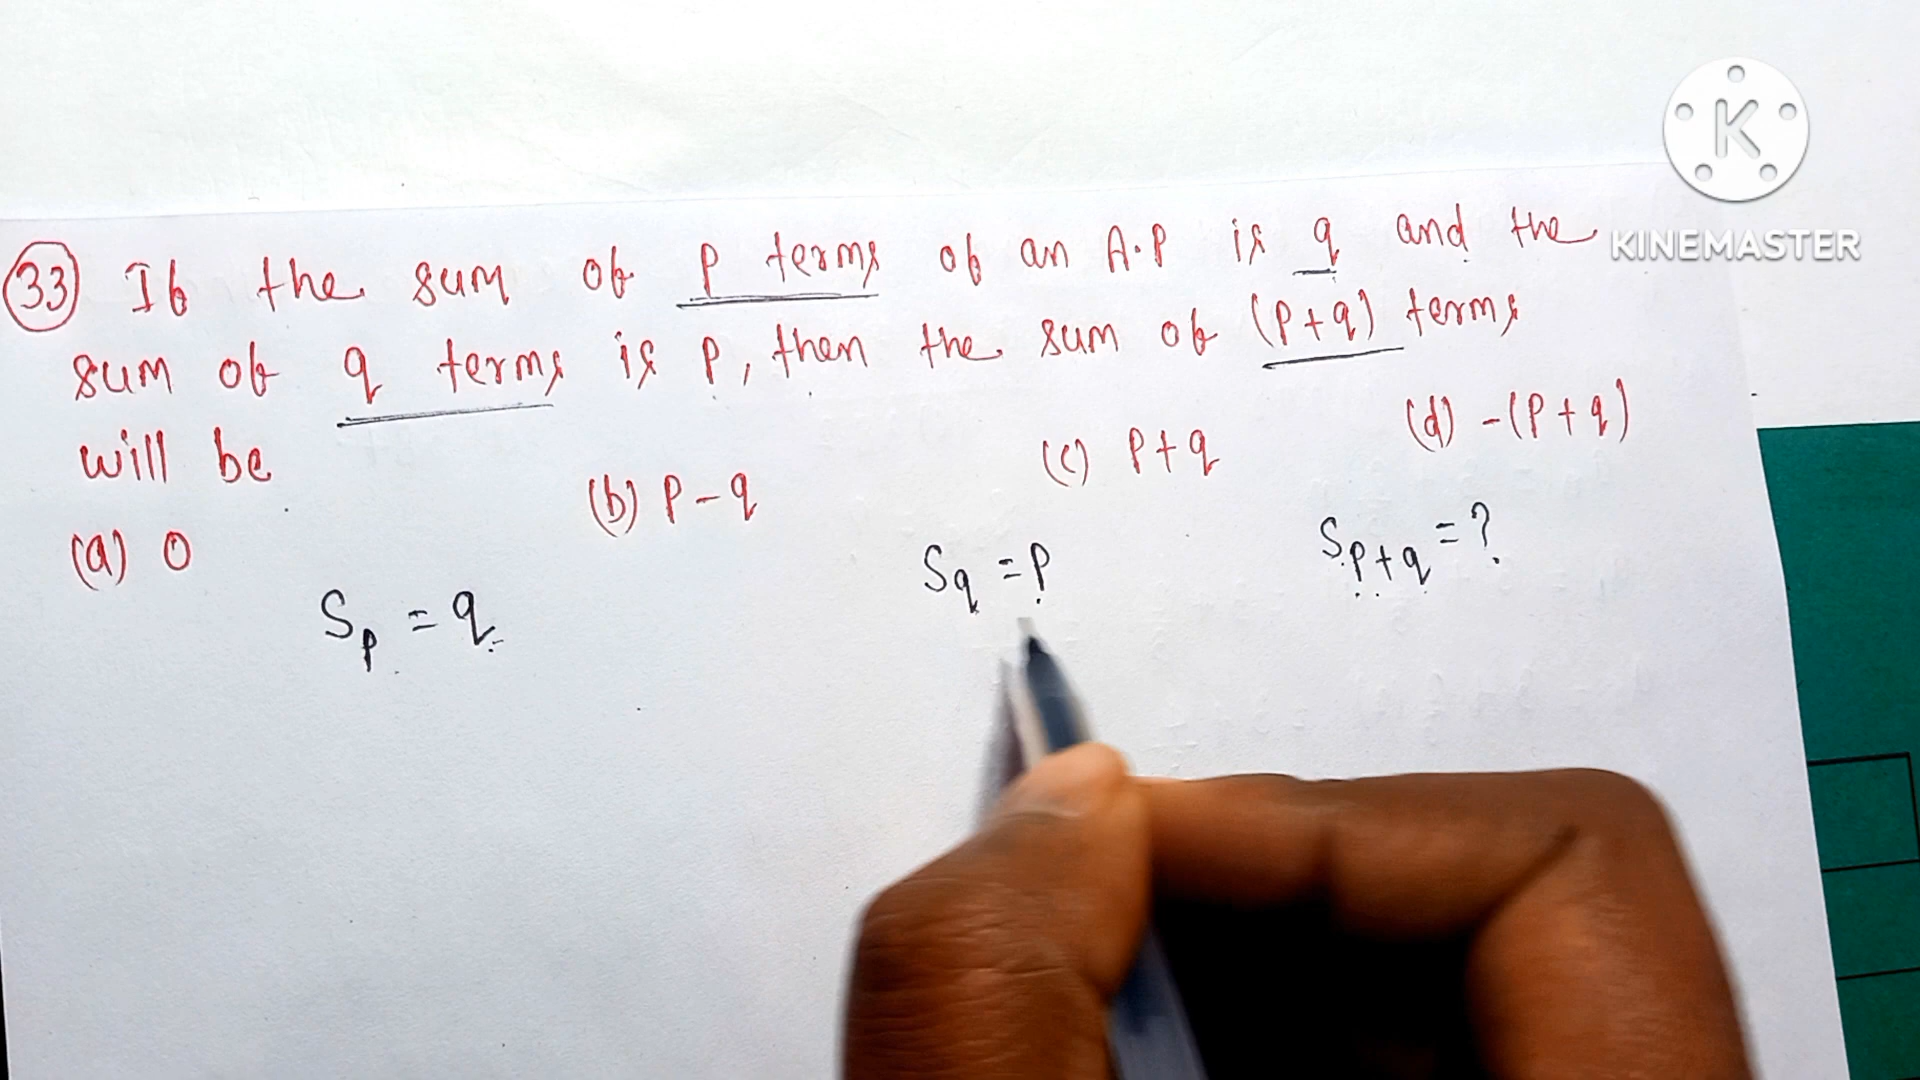 K
KINEMASTER
33 If the sum of p terms of an A.P is q and the
sum of q terms is p, then the sum of (p+q) terms
will be
(a) 0 (b) p-q (c) p+q (d) -(p+q)
Sp = q Sq = p Sp+q = ?